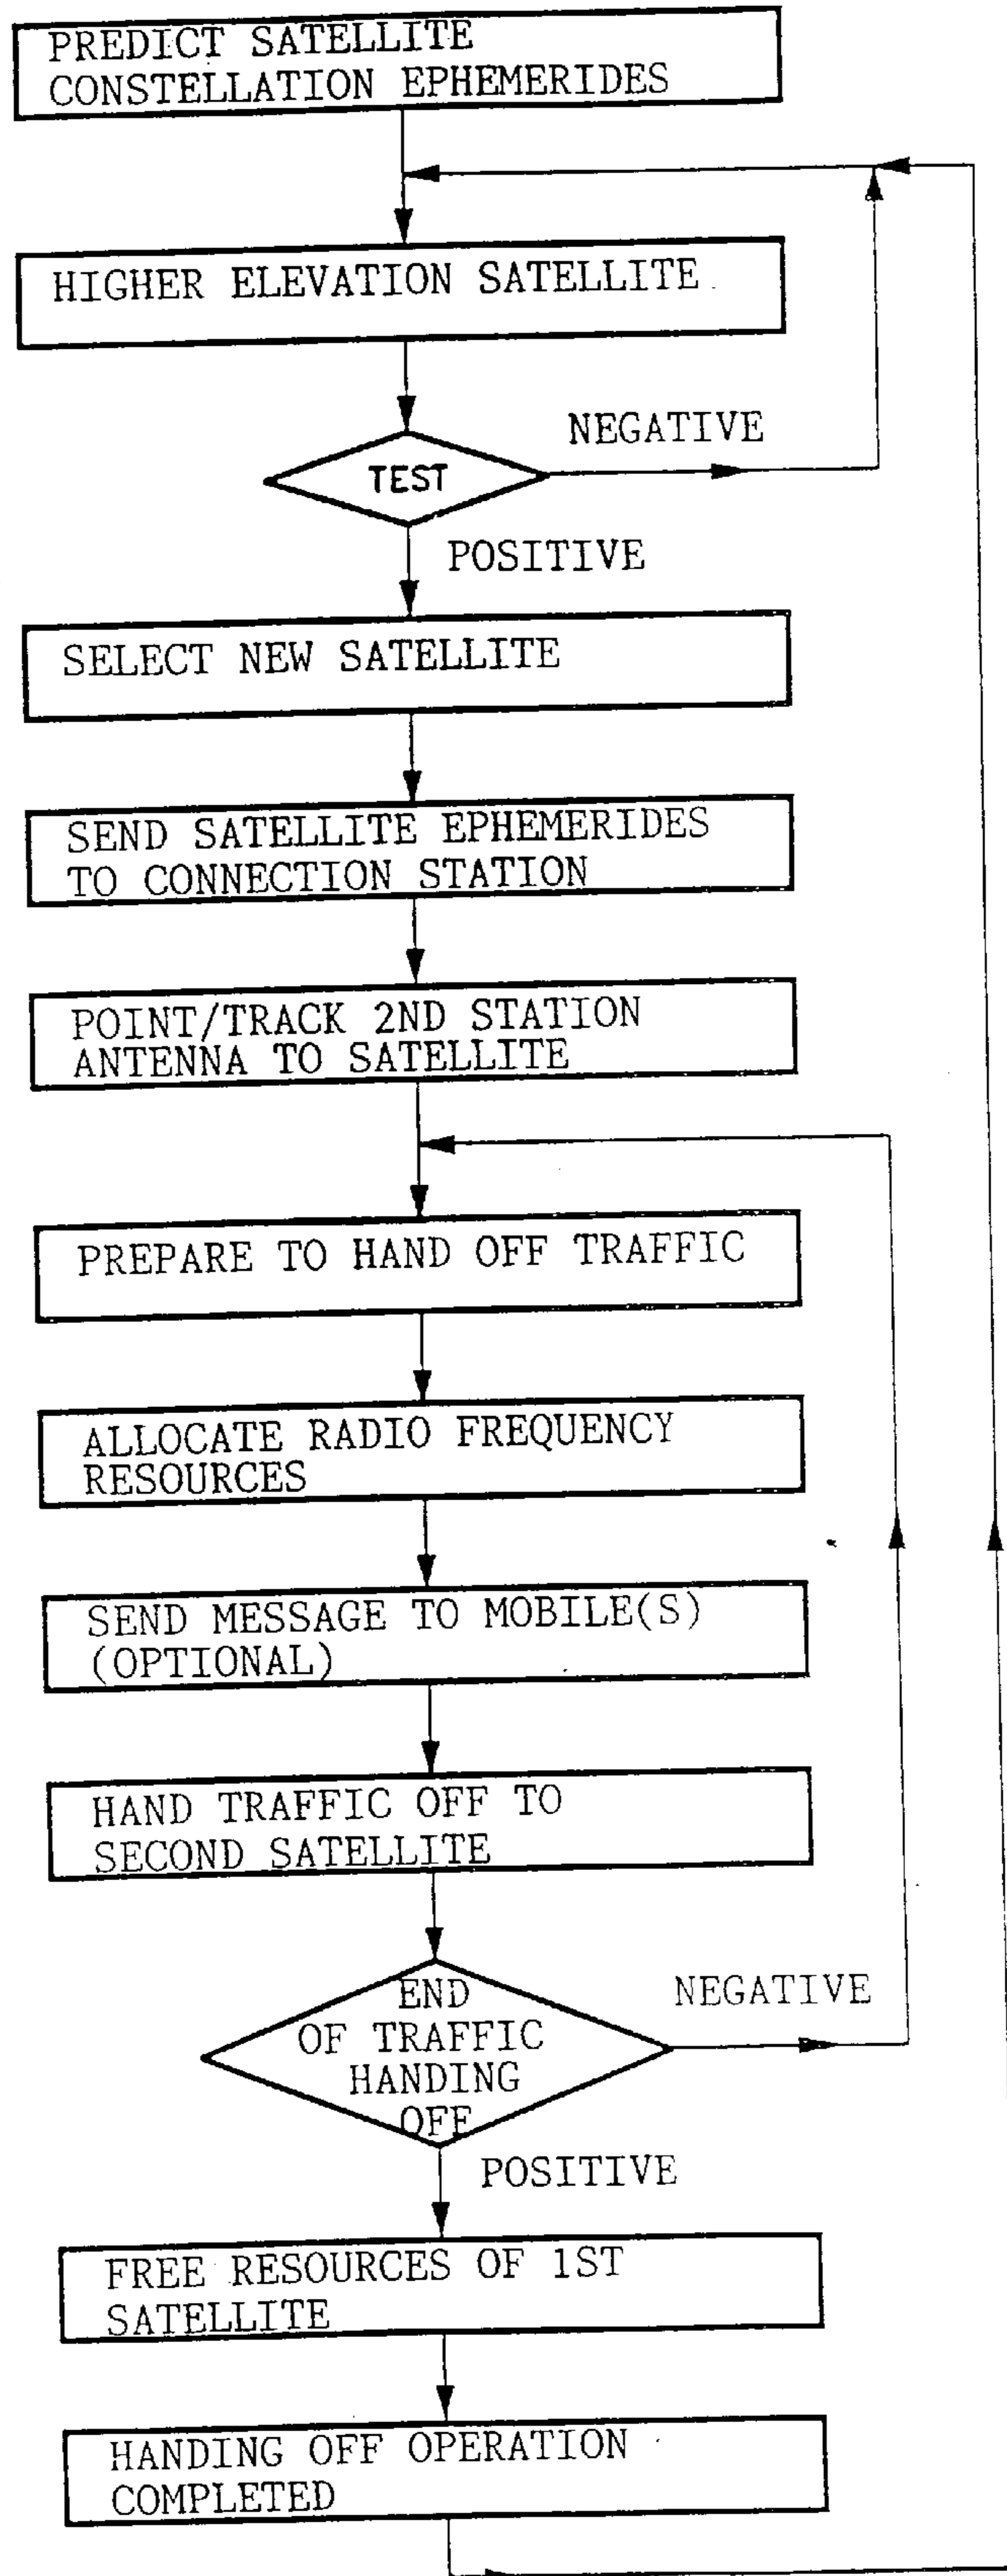 PREDICT SATELLITE
CONSTELLATION EPHEMERIDES
HIGHER ELEVATION SATELLITE
TEST
NEGATIVE
POSITIVE
SELECT NEW SATELLITE
SEND SATELLITE EPHEMERIDES
TO CONNECTION STATION
POINT/TRACK 2ND STATION
ANTENNA TO SATELLITE
PREPARE TO HAND OFF TRAFFIC
ALLOCATE RADIO FREQUENCY
RESOURCES
SEND MESSAGE TO MOBILE(S)
(OPTIONAL)
HAND TRAFFIC OFF TO
SECOND SATELLITE
END
OF TRAFFIC
HANDING
OFF
NEGATIVE
POSITIVE
FREE RESOURCES OF 1ST
SATELLITE
HANDING OFF OPERATION
COMPLETED